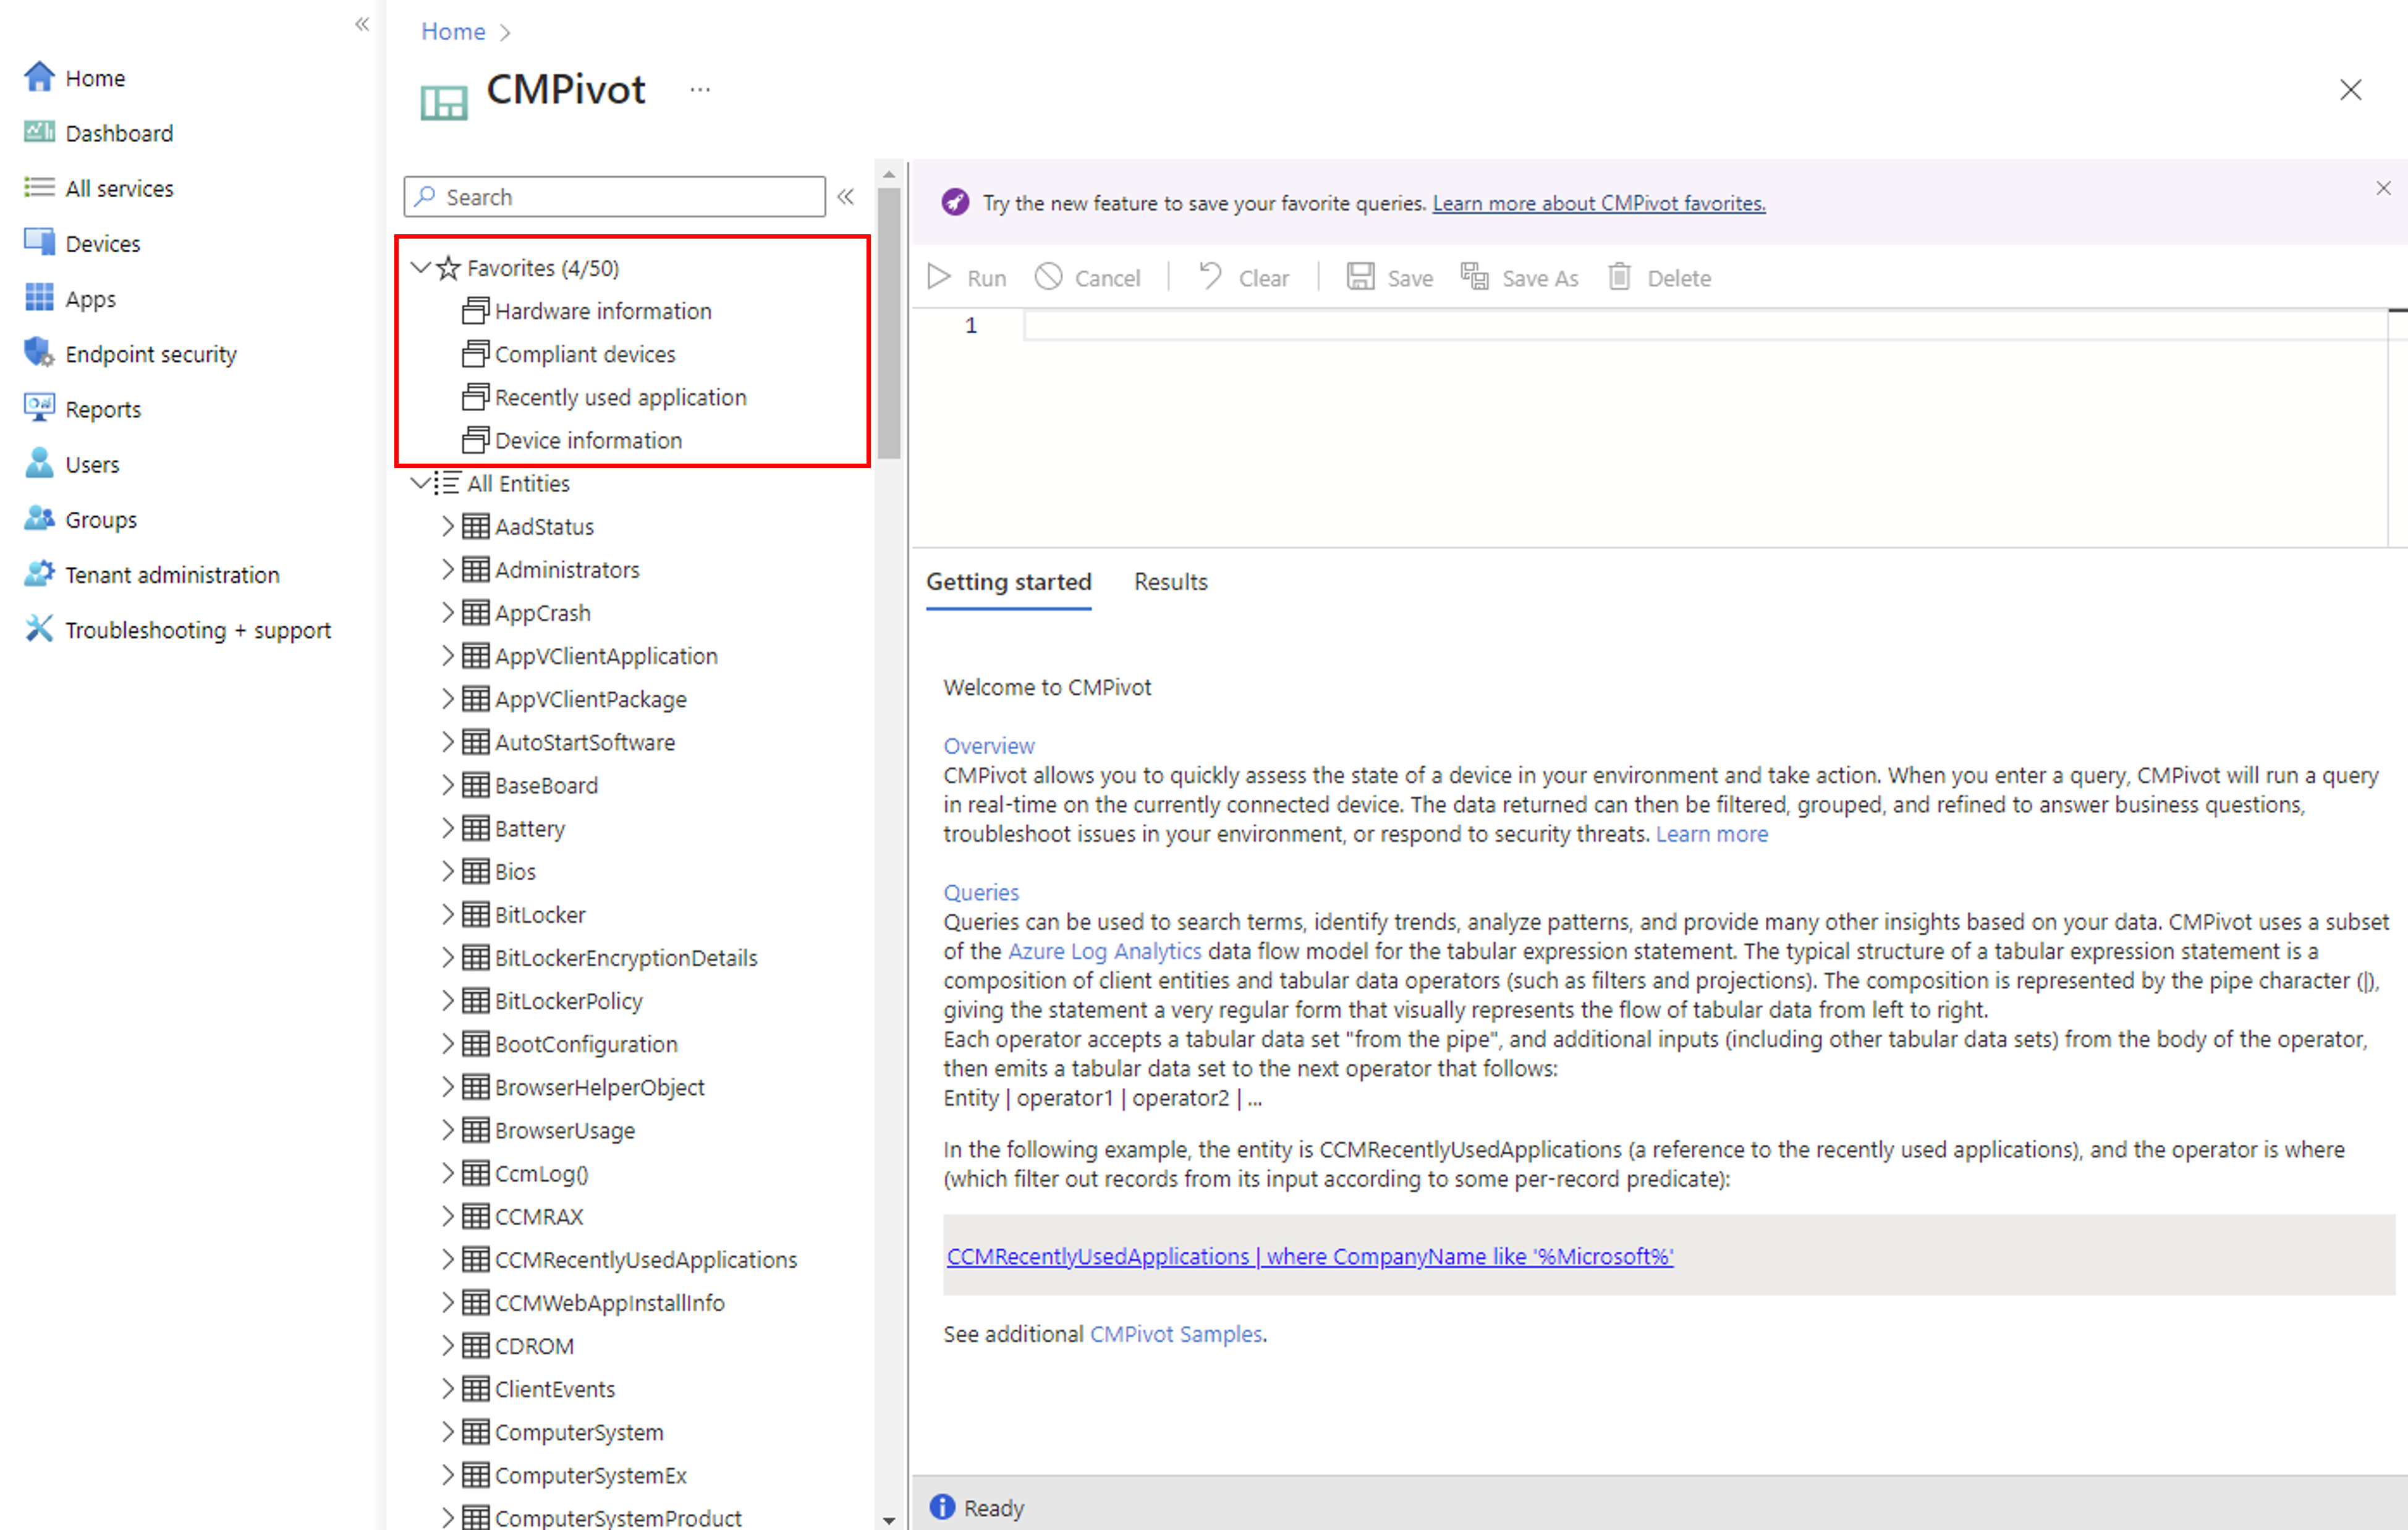 Home
Dashboard
All services
Devices
Apps
Endpoint security
Reports
Users
Groups
Tenant administration
Troubleshooting + support
Home
CMPivot
Search
Favorites (4/50)
Hardware information
Compliant devices
Recently used application
Device information
All Entities
AadStatus
Administrators
AppCrash
AppVClientApplication
AppVClientPackage
AutoStartSoftware
BaseBoard
Battery
Bios
BitLocker
BitLockerEncryptionDetails
BitLockerPolicy
BootConfiguration
BrowserHelperObject
BrowserUsage
CcmLog()
CCMRAX
CCMRecentlyUsedApplications
CCMWebAppInstallInfo
CDROM
ClientEvents
ComputerSystem
ComputerSystemEx
ComputerSystemProduct
Try the new feature to save your favorite queries. Learn more about CMPivot favorites.
Run Cancel Clear Save Save As Delete
1
Getting started Results
Welcome to CMPivot
Overview
CMPivot allows you to quickly assess the state of a device in your environment and take action. When you enter a query, CMPivot will run a query
in real-time on the currently connected device. The data returned can then be filtered, grouped, and refined to answer business questions,
troubleshoot issues in your environment, or respond to security threats. Learn more
Queries
Queries can be used to search terms, identify trends, analyze patterns, and provide many other insights based on your data. CMPivot uses a subset
of the Azure Log Analytics data flow model for the tabular expression statement. The typical structure of a tabular expression statement is a
composition of client entities and tabular data operators (such as filters and projections). The composition is represented by the pipe character (|),
giving the statement a very regular form that visually represents the flow of tabular data from left to right.
Each operator accepts a tabular data set "from the pipe", and additional inputs (including other tabular data sets) from the body of the operator,
then emits a tabular data set to the next operator that follows:
Entity | operator1 | operator2 | ...
In the following example, the entity is CCMRecentlyUsedApplications (a reference to the recently used applications), and the operator is where
(which filter out records from its input according to some per-record predicate):
CCMRecentlyUsedApplications | where CompanyName like '%Microsoft%'
See additional CMPivot Samples.
Ready